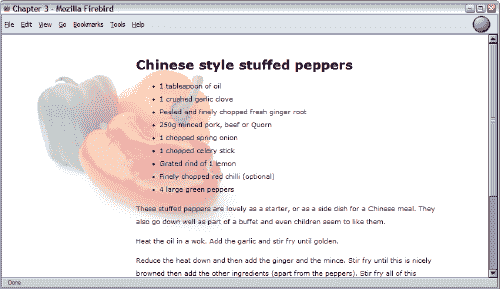 Chapter 3 - Mozilla Firebird
File Edit View Go Bookmarks Tools Help
Chinese style stuffed peppers
1 tablespoon of oil
1 crushed garlic clove
Peeled and finely chopped fresh ginger root
250g minced pork, beef or Quorn
1 chopped spring onion
1 chopped celery stick
Grated rind of 1 lemon
Finely chopped red chilli (optional)
4 large green peppers
These stuffed peppers are lovely as a starter, or as a side dish for a Chinese meal. They
also go down well as part of a buffet and even children seem to like them.
Heat the oil in a wok. Add the garlic and stir fry until golden.
Reduce the heat down and then add the ginger and the mince. Stir fry until this is nicely
browned then add the other ingredients (apart from the peppers). Stir fry all of this
Done